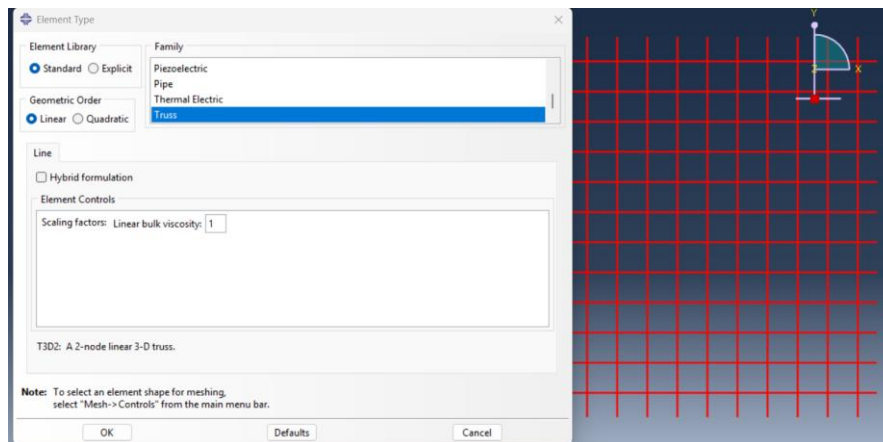 Element Type
Element Library
Standard Explicit
Family
Piezoelectric
Pipe
Thermal Electric
Truss
Geometric Order
Linear Quadratic
Line
Hybrid formulation
Element Controls
Scaling factors: Linear bulk viscosity: 1
T3D2: A 2-node linear 3-D truss.
Note: To select an element shape for meshing,
select "Mesh->Controls" from the main menu bar.
OK Defaults Cancel
Y
Z X